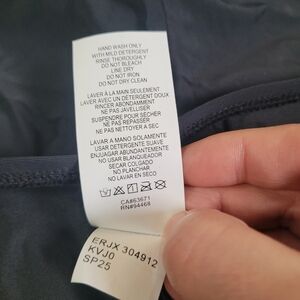 HAND WASH ONLY
WITH MILD DETERGENT
RINSE THOROUGHLY
DO NOT BLEACH
LINE DRY
DO NOT IRON
DO NOT DRY CLEAN
LAVER À LA MAIN SEULEMENT
LAVER AVEC UN DÉTERGENT DOUX
RINCER ABONDAMMENT
NE PAS JAVELLISER
SUSPENDRE POUR SÉCHER
NE PAS REPASSER
NE PAS NETTOYER A SEC
LAVAR A MANO SOLAMENTE
USAR DETERGENTE SUAVE
ENJUAGAR ABUNDANTEMENTE
NO USAR BLANQUEADOR
SECAR COLGADO
NO PLANCHAR
NO LAVAR EN SECO
CA#63671
RN#94468
ERJX 304912
KVJ0
SP25